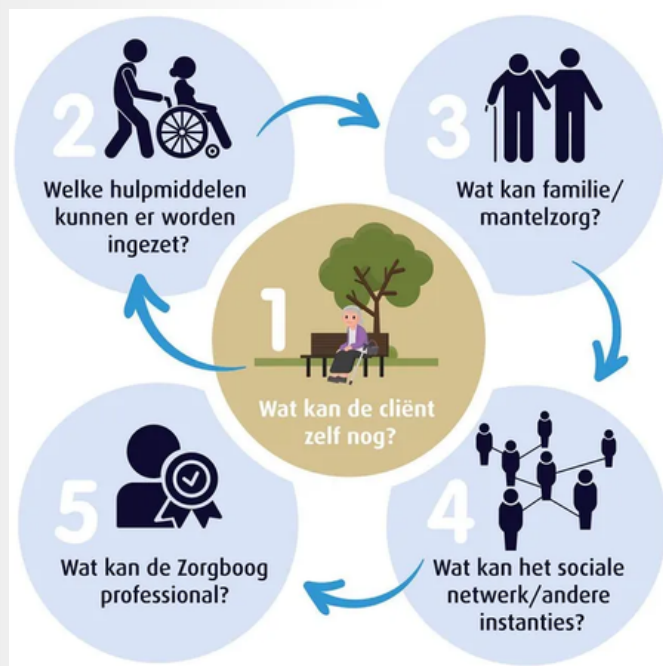 1
Wat kan de cliënt
zelf nog?
2
Welke hulpmiddelen
kunnen er worden
ingezet?
3
Wat kan familie/
mantelzorg?
4
Wat kan het sociale
netwerk/andere
instanties?
5
Wat kan de Zorgboog
professional?